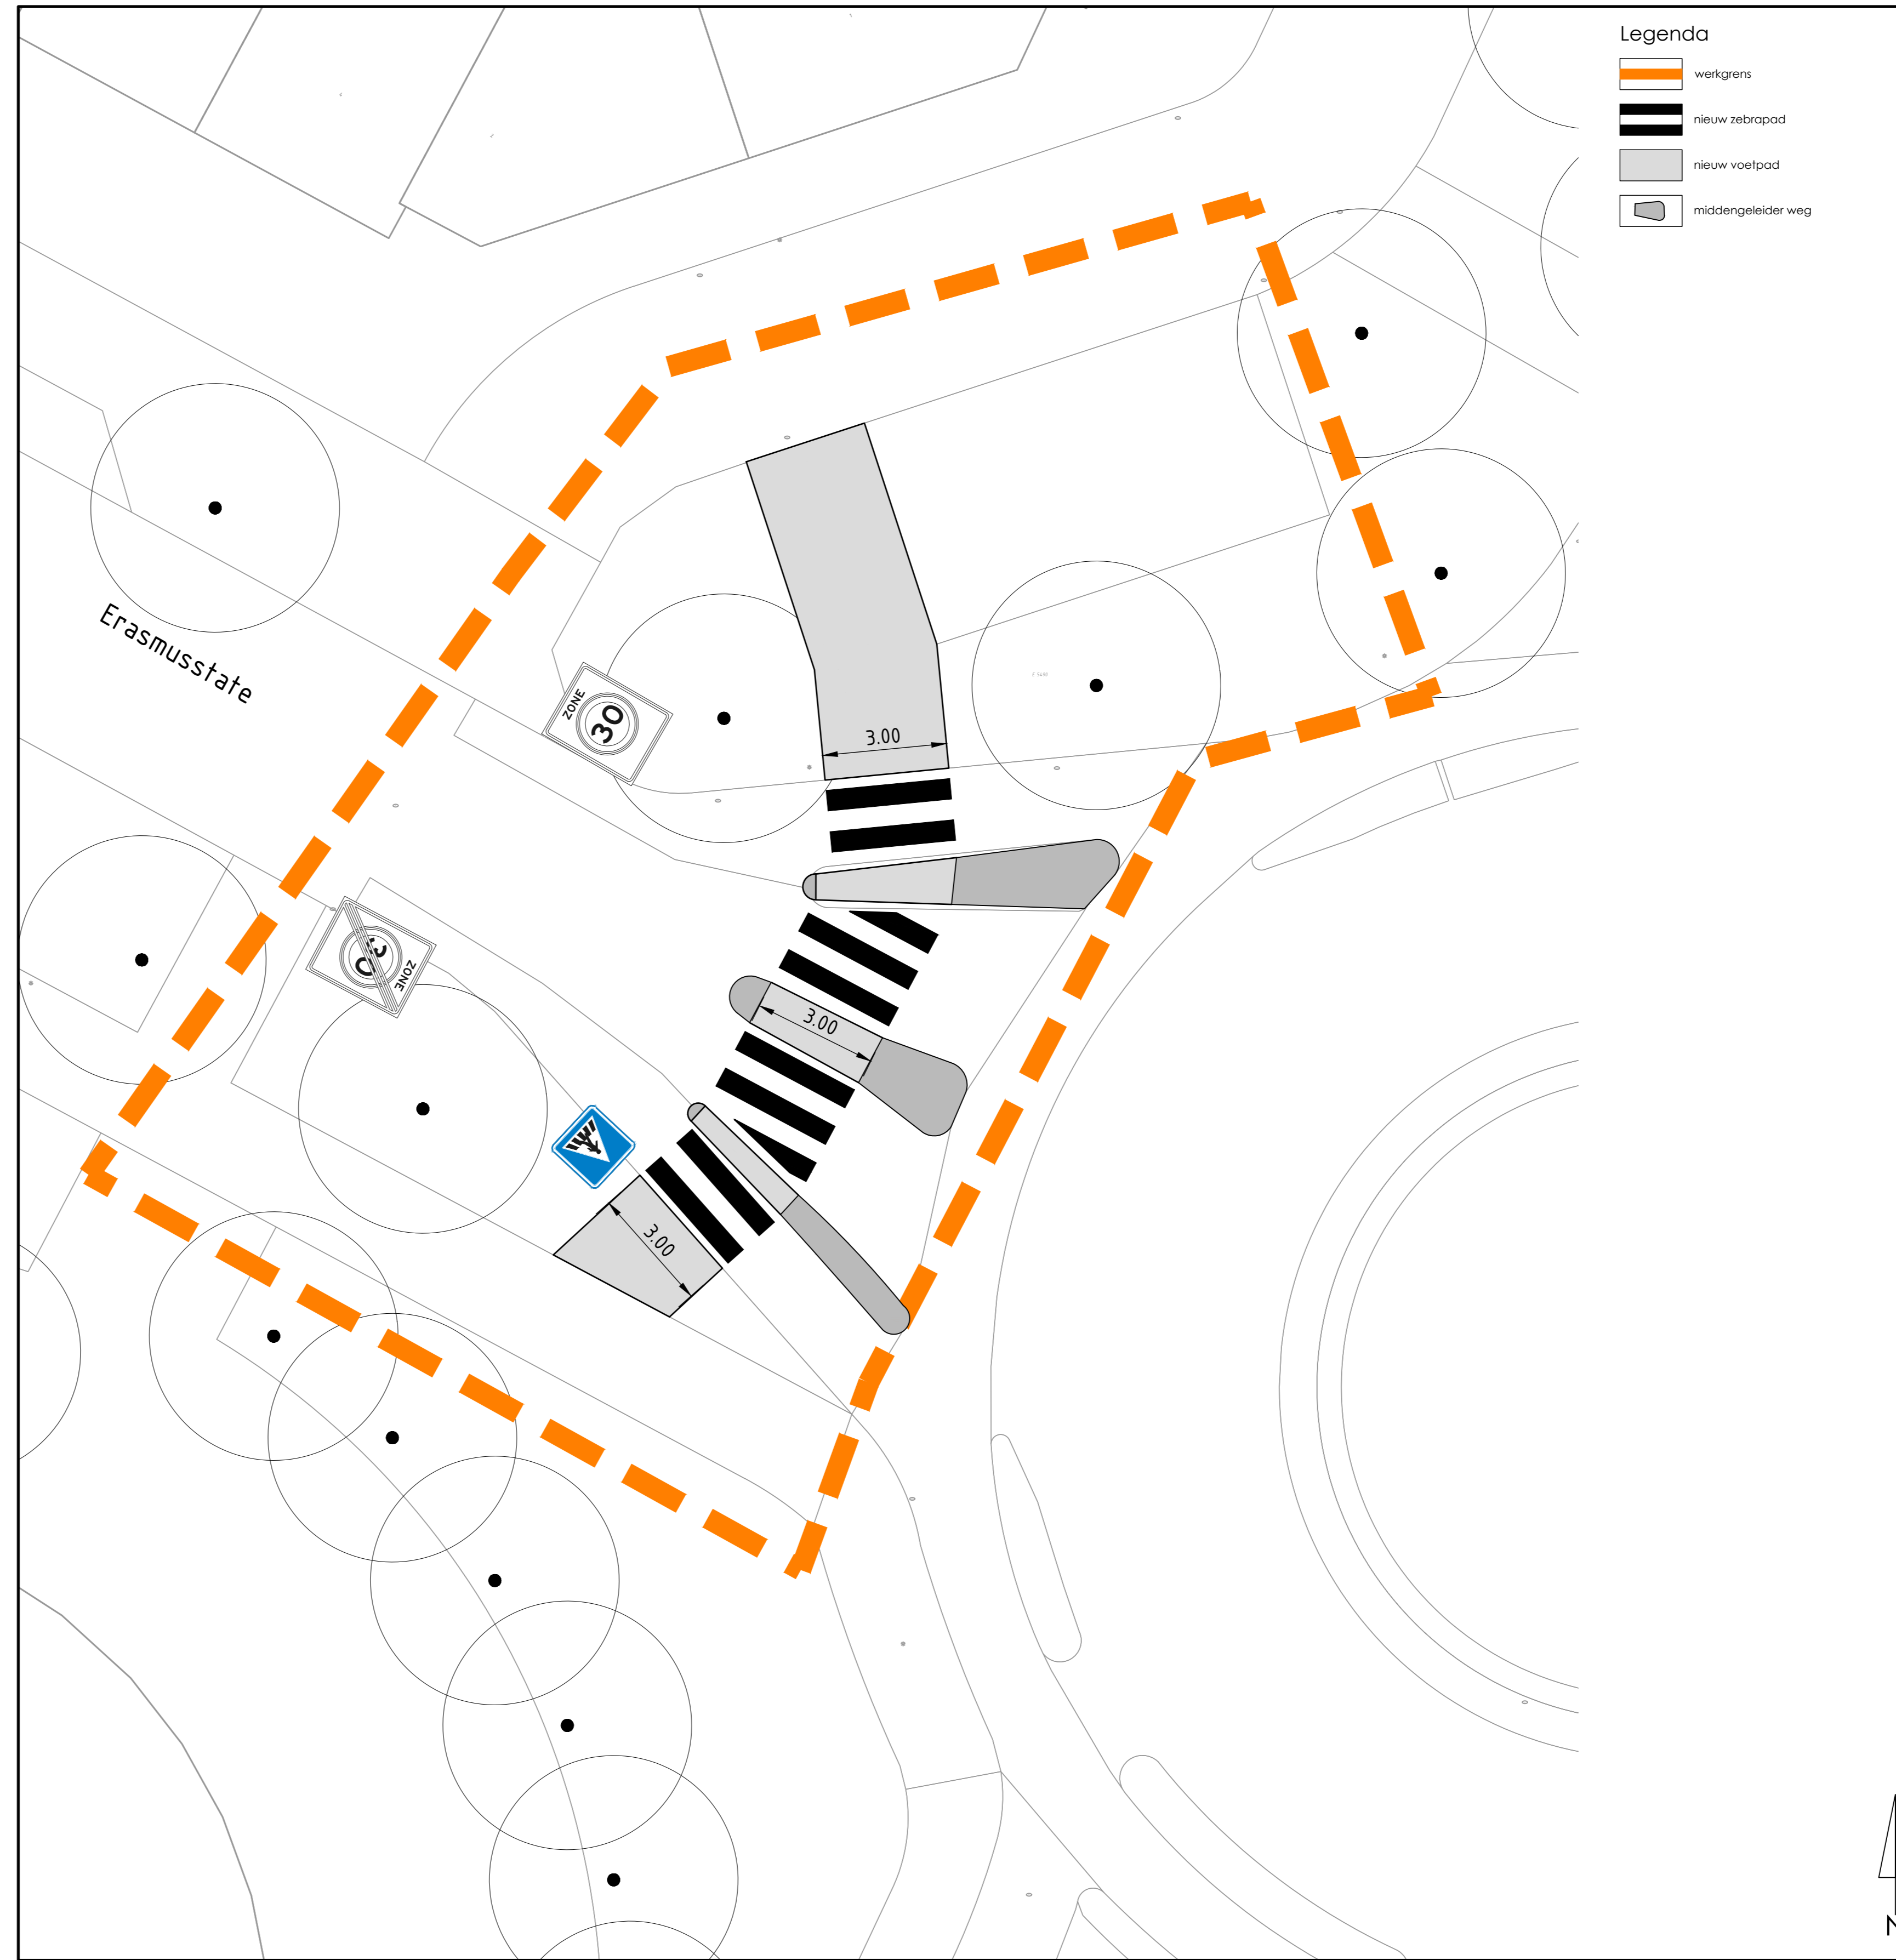 Legenda
werkgrens
nieuw zebrapad
nieuw voetpad
middengeleider weg
Erasmusstate
ZONE
30
3.00
ZONE
3.00
3.00
N